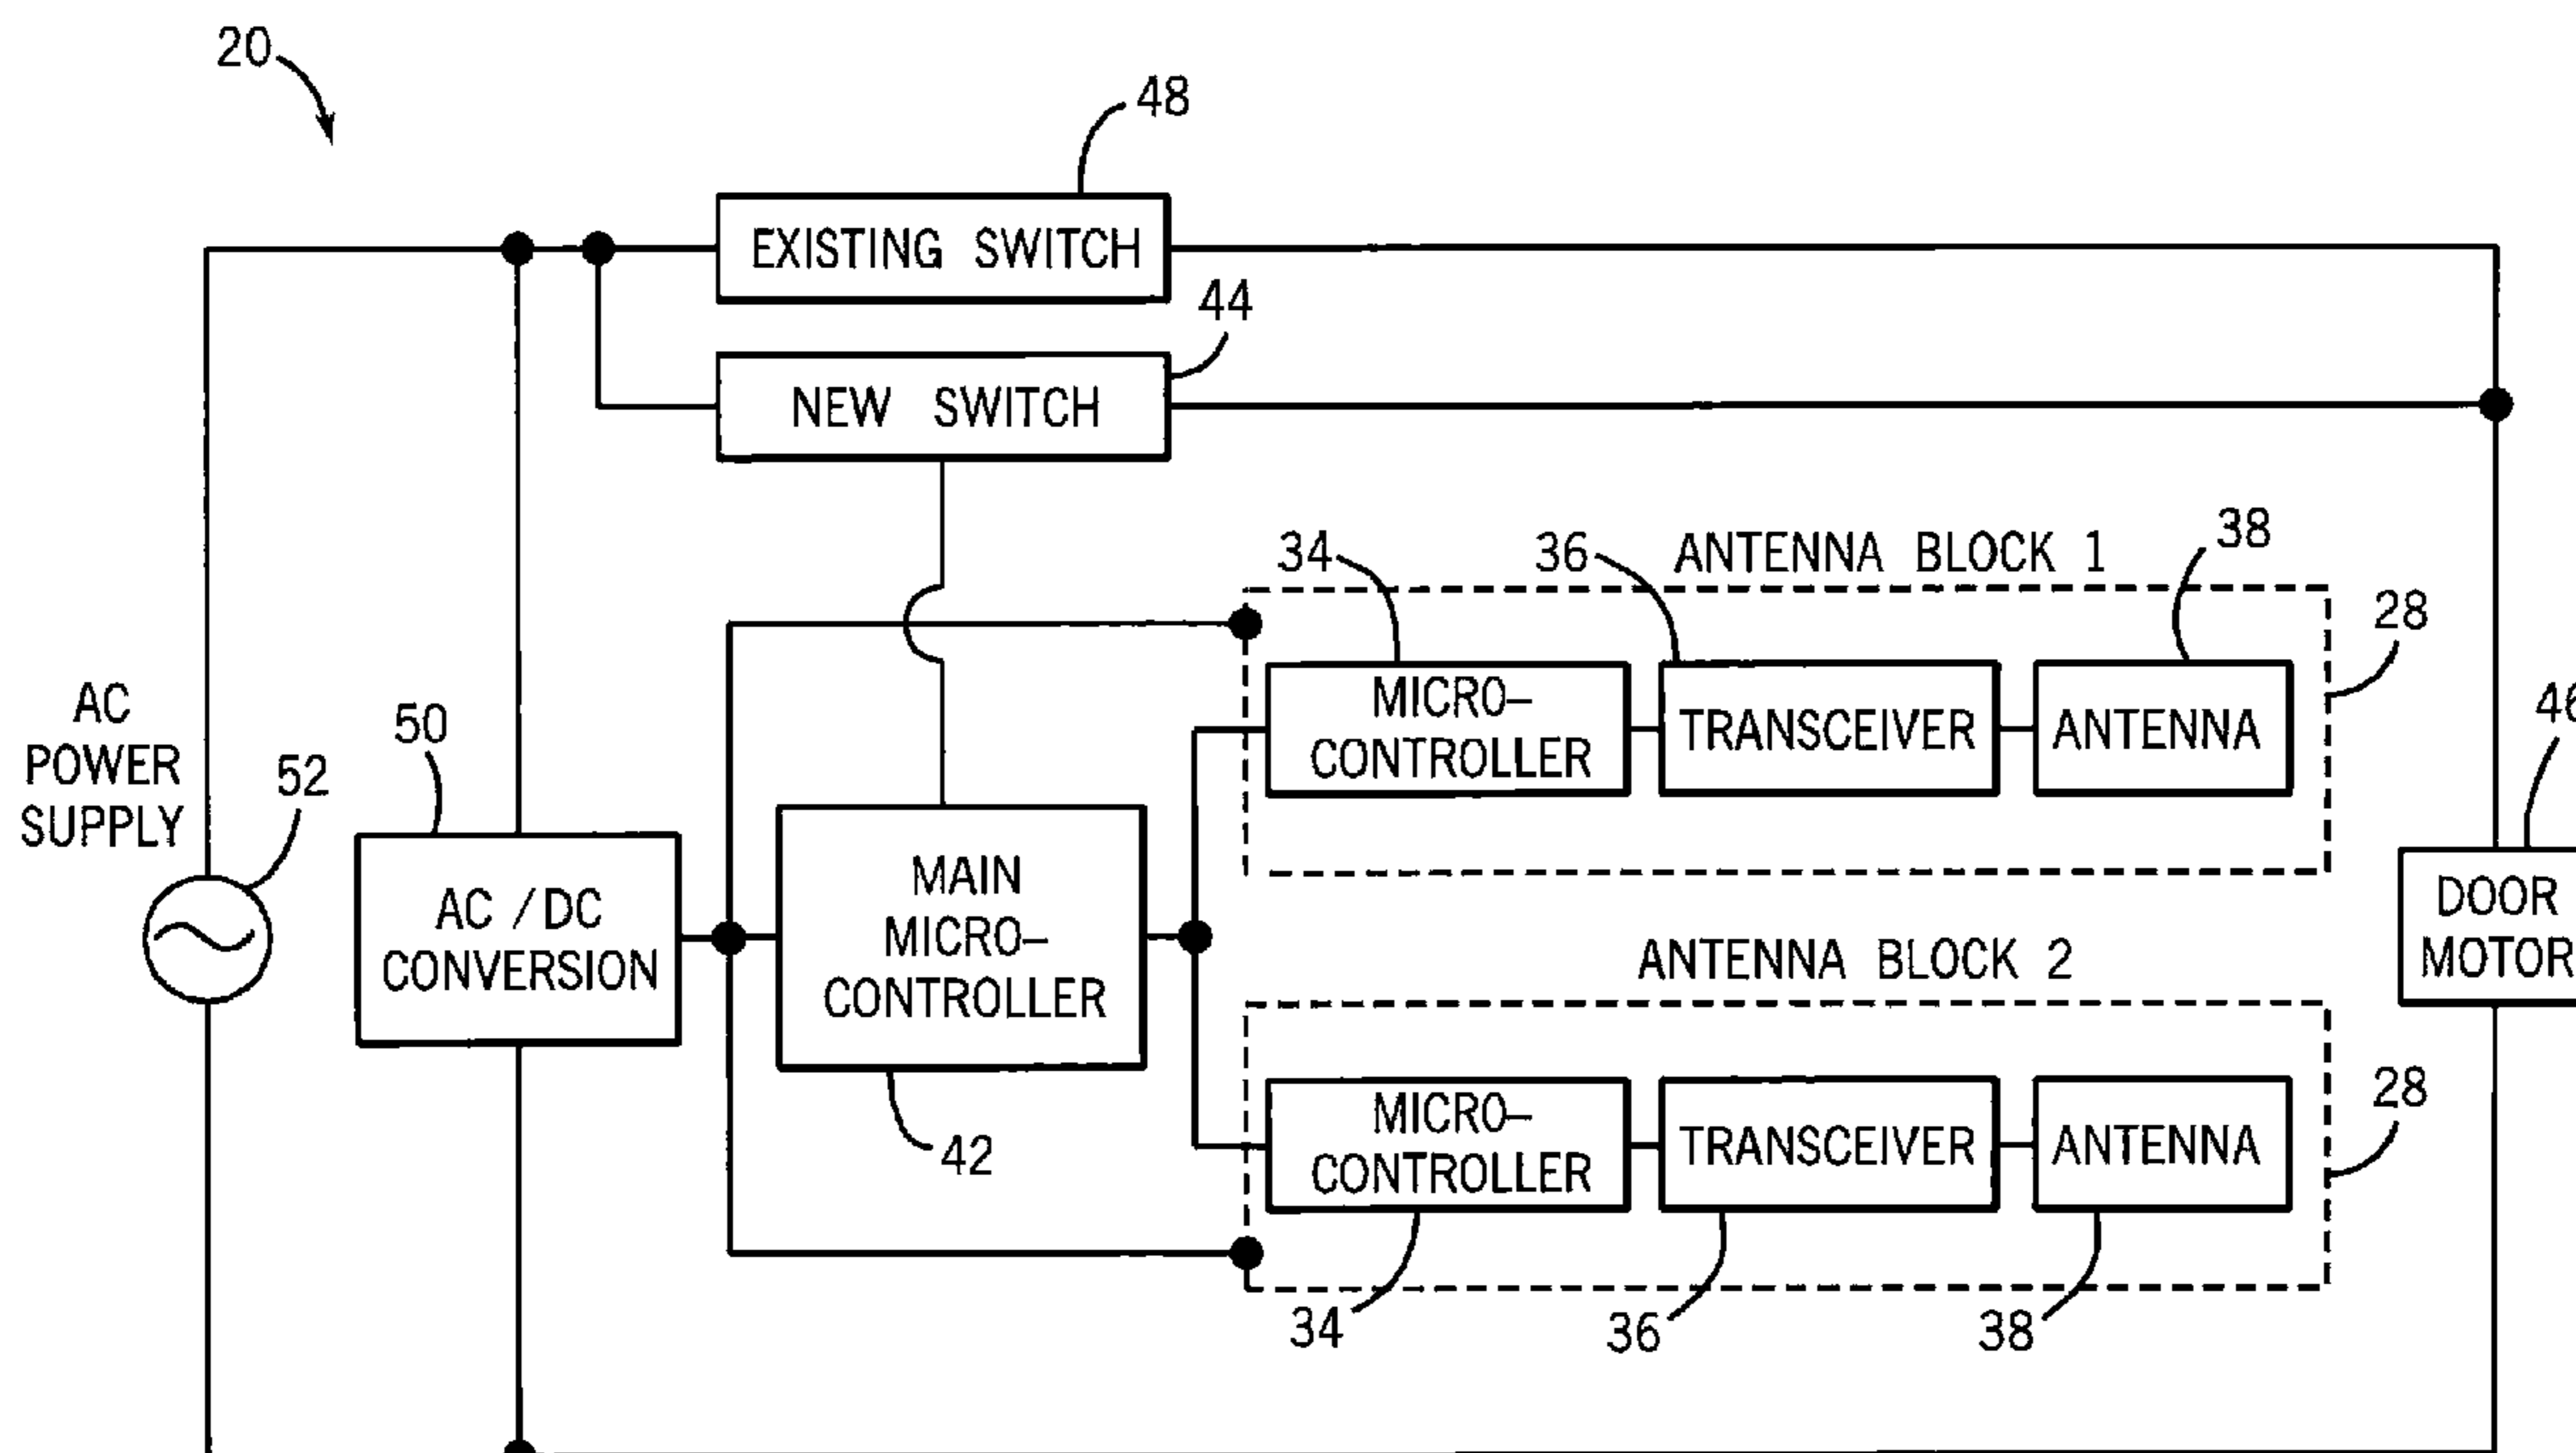 20
48
EXISTING SWITCH
44
NEW SWITCH
ANTENNA BLOCK 1
34
36
38
28
MICRO–
CONTROLLER
TRANSCEIVER
ANTENNA
AC
POWER
SUPPLY
52
50
AC / DC
CONVERSION
MAIN
MICRO–
CONTROLLER
42
46
DOOR
MOTOR
ANTENNA BLOCK 2
28
MICRO–
CONTROLLER
TRANSCEIVER
ANTENNA
34
36
38